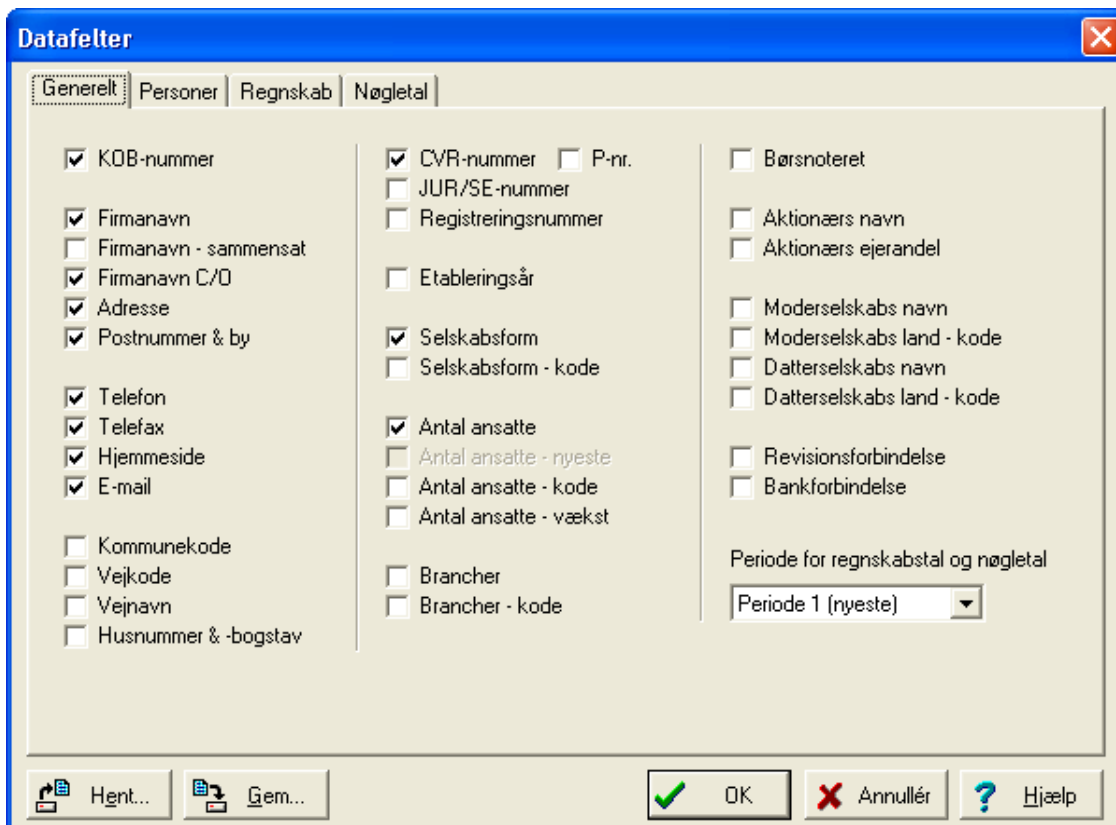 Datafelter
Generelt Personer Regnskab Nøgletal
KOB-nummer
Firmanavn
Firmanavn - sammensat
Firmanavn C/O
Adresse
Postnummer & by
Telefon
Telefax
Hjemmeside
E-mail
Kommunekode
Vejkode
Vejnavn
Husnummer & -bogstav
CVR-nummer P-nr.
JUR/SE-nummer
Registreringsnummer
Etableringsår
Selskabsform
Selskabsform - kode
Antal ansatte
Antal ansatte - nyeste
Antal ansatte - kode
Antal ansatte - vækst
Brancher
Brancher - kode
Børsnoteret
Aktionærs navn
Aktionærs ejerandel
Moderselskabs navn
Moderselskabs land - kode
Datterselskabs navn
Datterselskabs land - kode
Revisionsforbindelse
Bankforbindelse
Periode for regnskabstal og nøgletal
Periode 1 (nyeste)
Hent... Gem... OK Annullér Hjælp